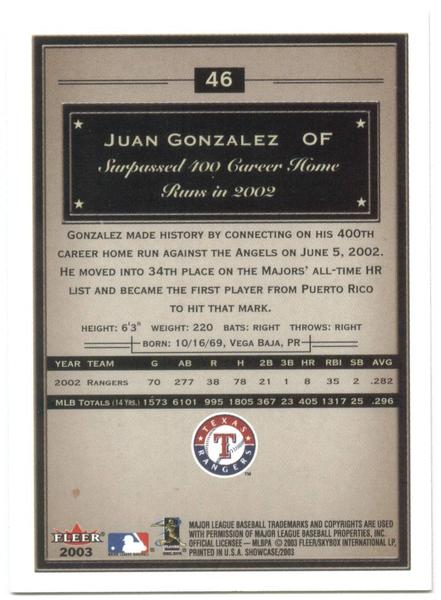 46
JUAN GONZALEZ OF
Surpassed 400 Career Home
Runs in 2002
GONZALEZ MADE HISTORY BY CONNECTING ON HIS 400TH
CAREER HOME RUN AGAINST THE ANGELS ON JUNE 5, 2002.
HE MOVED INTO 34TH PLACE ON THE MAJORS' ALL-TIME HR
LIST AND BECAME THE FIRST PLAYER FROM PUERTO RICO
TO HIT THAT MARK.
HEIGHT: 6'3" WEIGHT: 220 BATS: RIGHT THROWS: RIGHT
BORN: 10/16/69, VEGA BAJA, PR
YEAR TEAM G AB R H 2B 3B HR RBI SB AVG
2002 RANGERS 70 277 38 78 21 1 8 35 2 .282
MLB TOTALS (14 YRS.) 1573 6101 995 1805 367 23 405 1317 25 .296
TEXAS
T
RANGERS
TM
FLEER
2003
MAJOR LEAGUE BASEBALL TRADEMARKS AND COPYRIGHTS ARE USED
WITH PERMISSION OF MAJOR LEAGUE BASEBALL PROPERTIES, INC.
OFFICIAL LICENSEE – MLBPA © 2003 FLEER/SKYBOX INTERNATIONAL LP,
PRINTED IN U.S.A. SHOWCASE/2003